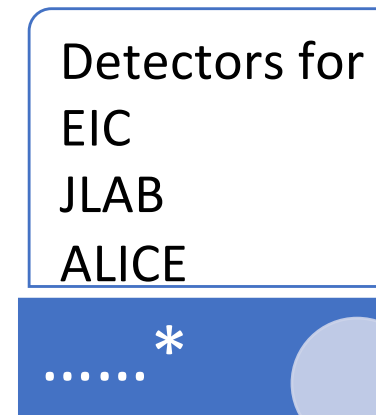 Detectors for
EIC
JLAB
ALICE
......*